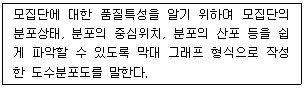 모집단에 대한 품질특성을 알기 위하며 모집단의
분포상태, 분포의 중심위치, 분포의 산포 등을 쉽
게 파악할 수 있도록 막대 그래프 형식으로 작성
한 도수분포도를 말한다.